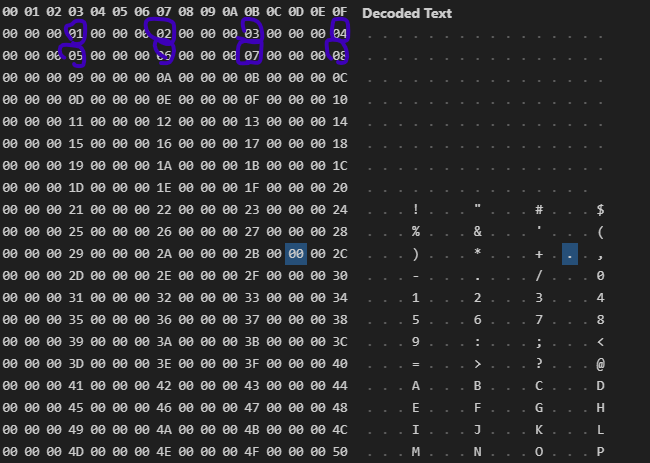 00 01 02 03 04 05 06 07 08 09 0A 0B 0C 0D 0E 0F Decoded Text
00 00 00 01 00 00 00 02 00 00 00 03 00 00 00 04 . . . . . . . . . . . . . . . .
00 00 00 05 00 00 00 06 00 00 00 07 00 00 00 08 . . . . . . . . . . . . . . . .
00 00 00 09 00 00 00 0A 00 00 00 0B 00 00 00 0C . . . . . . . . . . . . . . . .
00 00 00 0D 00 00 00 0E 00 00 00 0F 00 00 00 10 . . . . . . . . . . . . . . . .
00 00 00 11 00 00 00 12 00 00 00 13 00 00 00 14 . . . . . . . . . . . . . . . .
00 00 00 15 00 00 00 16 00 00 00 17 00 00 00 18 . . . . . . . . . . . . . . . .
00 00 00 19 00 00 00 1A 00 00 00 1B 00 00 00 1C . . . . . . . . . . . . . . . .
00 00 00 1D 00 00 00 1E 00 00 00 1F 00 00 00 20 . . . . . . . . . . . . . . .
00 00 00 21 00 00 00 22 00 00 00 23 00 00 00 24 . . . ! . . . " . . . # . . . $
00 00 00 25 00 00 00 26 00 00 00 27 00 00 00 28 . . . % . . . & . . . ' . . . (
00 00 00 29 00 00 00 2A 00 00 00 2B 00 00 00 2C . . . ) . . . * . . . + . . . ,
00 00 00 2D 00 00 00 2E 00 00 00 2F 00 00 00 30 . . . - . . . . . . . / . . . 0
00 00 00 31 00 00 00 32 00 00 00 33 00 00 00 34 . . . 1 . . . 2 . . . 3 . . . 4
00 00 00 35 00 00 00 36 00 00 00 37 00 00 00 38 . . . 5 . . . 6 . . . 7 . . . 8
00 00 00 39 00 00 00 3A 00 00 00 3B 00 00 00 3C . . . 9 . . . : . . . ; . . . <
00 00 00 3D 00 00 00 3E 00 00 00 3F 00 00 00 40 . . . = . . . > . . . ? . . . @
00 00 00 41 00 00 00 42 00 00 00 43 00 00 00 44 . . . A . . . B . . . C . . . D
00 00 00 45 00 00 00 46 00 00 00 47 00 00 00 48 . . . E . . . F . . . G . . . H
00 00 00 49 00 00 00 4A 00 00 00 4B 00 00 00 4C . . . I . . . J . . . K . . . L
00 00 00 4D 00 00 00 4E 00 00 00 4F 00 00 00 50 . . . M . . . N . . . O . . . P